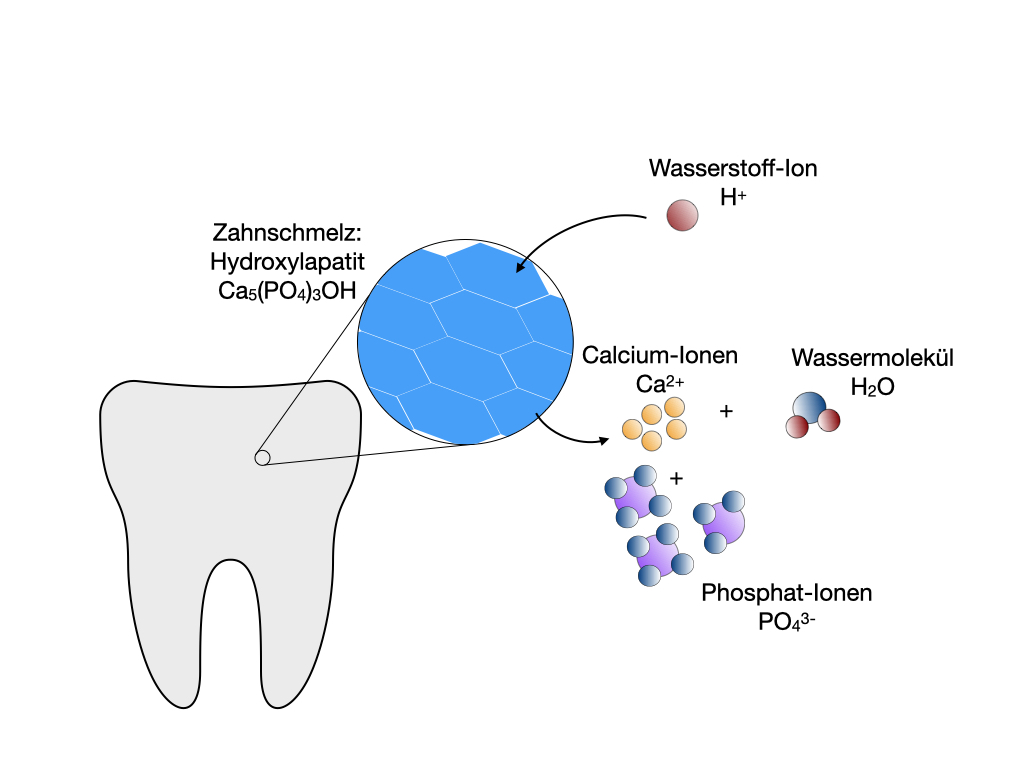 Wasserstoff-Ion
H⁺
Zahnschmelz:
Hydroxylapatit
Ca₅(PO₄)₃OH
Calcium-Ionen
Ca²⁺
+
Wassermolekül
H₂O
+
Phosphat-Ionen
PO₄³⁻